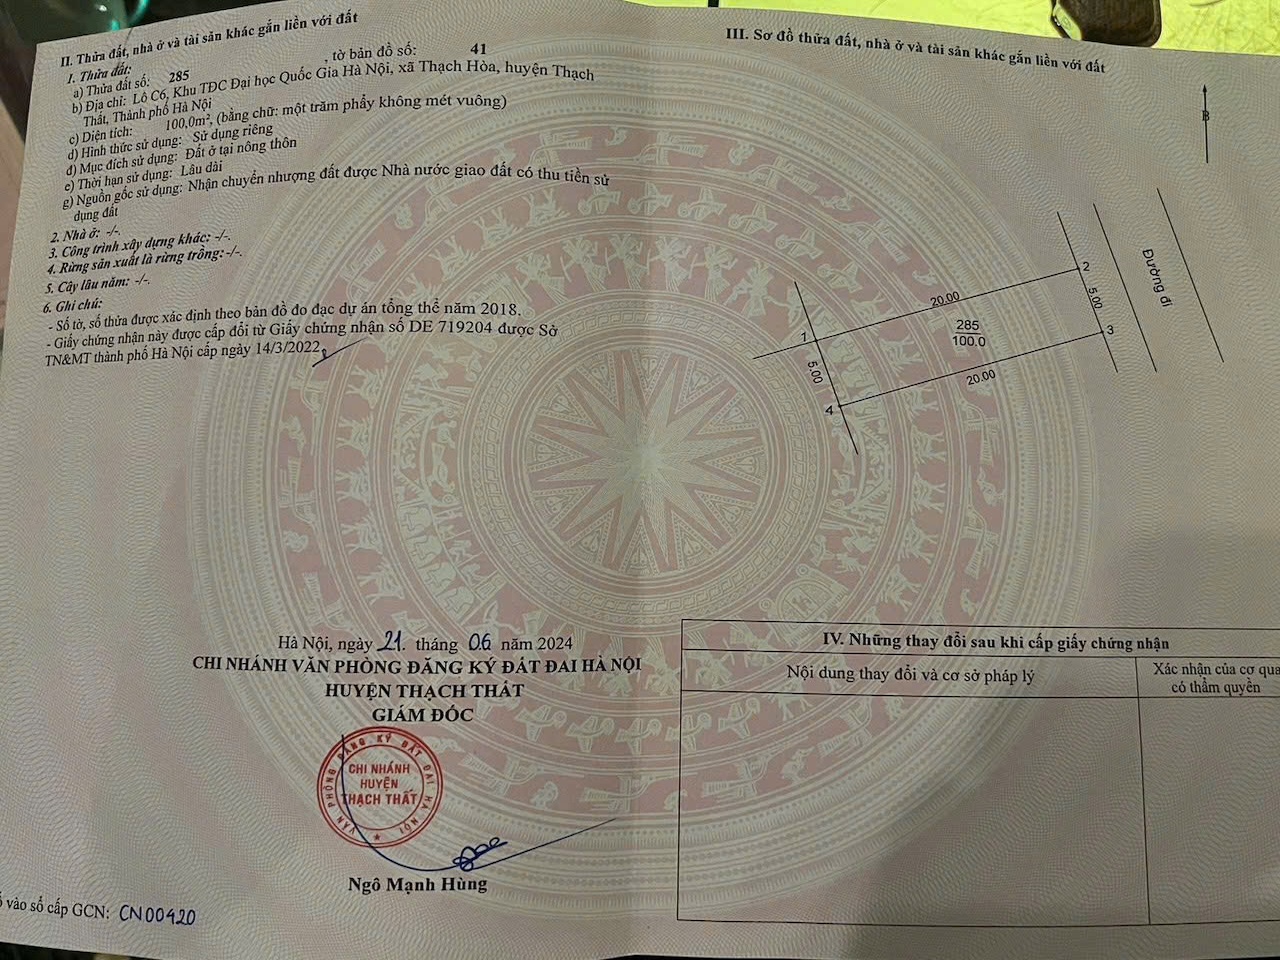 II. Thửa đất, nhà ở và tài sản khác gắn liền với đất
1. Thửa đất:
a) Thửa đất số: 285 , tờ bản đồ số: 41
b) Địa chỉ: Lô C6, Khu TĐC Đại học Quốc Gia Hà Nội, xã Thạch Hòa, huyện Thạch
Thất, Thành phố Hà Nội
c) Diện tích: 100,0m², (bằng chữ: một trăm phẩy không mét vuông)
d) Hình thức sử dụng: Sử dụng riêng
đ) Mục đích sử dụng: Đất ở tại nông thôn
e) Thời hạn sử dụng: Lâu dài
g) Nguồn gốc sử dụng: Nhận chuyển nhượng đất được Nhà nước giao đất có thu tiền sử
dụng đất
2. Nhà ở: -/-.
3. Công trình xây dựng khác: -/-.
4. Rừng sản xuất là rừng trồng: -/-.
5. Cây lâu năm: -/-.
6. Ghi chú:
- Số tờ, số thửa được xác định theo bản đồ đo đạc dự án tổng thể năm 2018.
- Giấy chứng nhận này được cấp đổi từ Giấy chứng nhận số DE 719204 được Sở
TN&MT thành phố Hà Nội cấp ngày 14/3/2022
Hà Nội, ngày 21. tháng 06 năm 2024
CHI NHÁNH VĂN PHÒNG ĐĂNG KÝ ĐẤT ĐAI HÀ NỘI
HUYỆN THẠCH THẤT
GIÁM ĐỐC
VĂN PHÒNG ĐĂNG KÝ ĐẤT ĐAI HÀ NỘI
CHI NHÁNH
HUYỆN
THẠCH THẤT
Ngô Mạnh Hùng
ố vào sổ cấp GCN: CN00420
III. Sơ đồ thửa đất, nhà ở và tài sản khác gắn liền với đất
B
Đường đi
2
20.00
5.00
285
100.0
3
1
5.00
20.00
4
IV. Những thay đổi sau khi cấp giấy chứng nhận
Nội dung thay đổi và cơ sở pháp lý
Xác nhận của cơ qua
có thẩm quyền